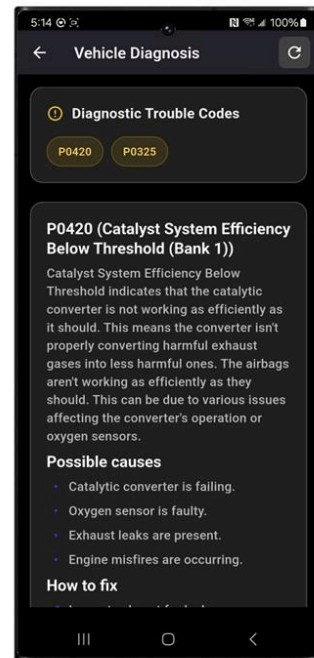 5:14 100%
Vehicle Diagnosis
Diagnostic Trouble Codes
P0420 P0325
P0420 (Catalyst System Efficiency
Below Threshold (Bank 1))
Catalyst System Efficiency Below
Threshold indicates that the catalytic
converter is not working as efficiently as
it should. This means the converter isn't
properly converting harmful exhaust
gases into less harmful ones. The airbags
aren't working as efficiently as they
should. This can be due to various issues
affecting the converter's operation or
oxygen sensors.
Possible causes
• Catalytic converter is failing.
• Oxygen sensor is faulty.
• Exhaust leaks are present.
• Engine misfires are occurring.
How to fix